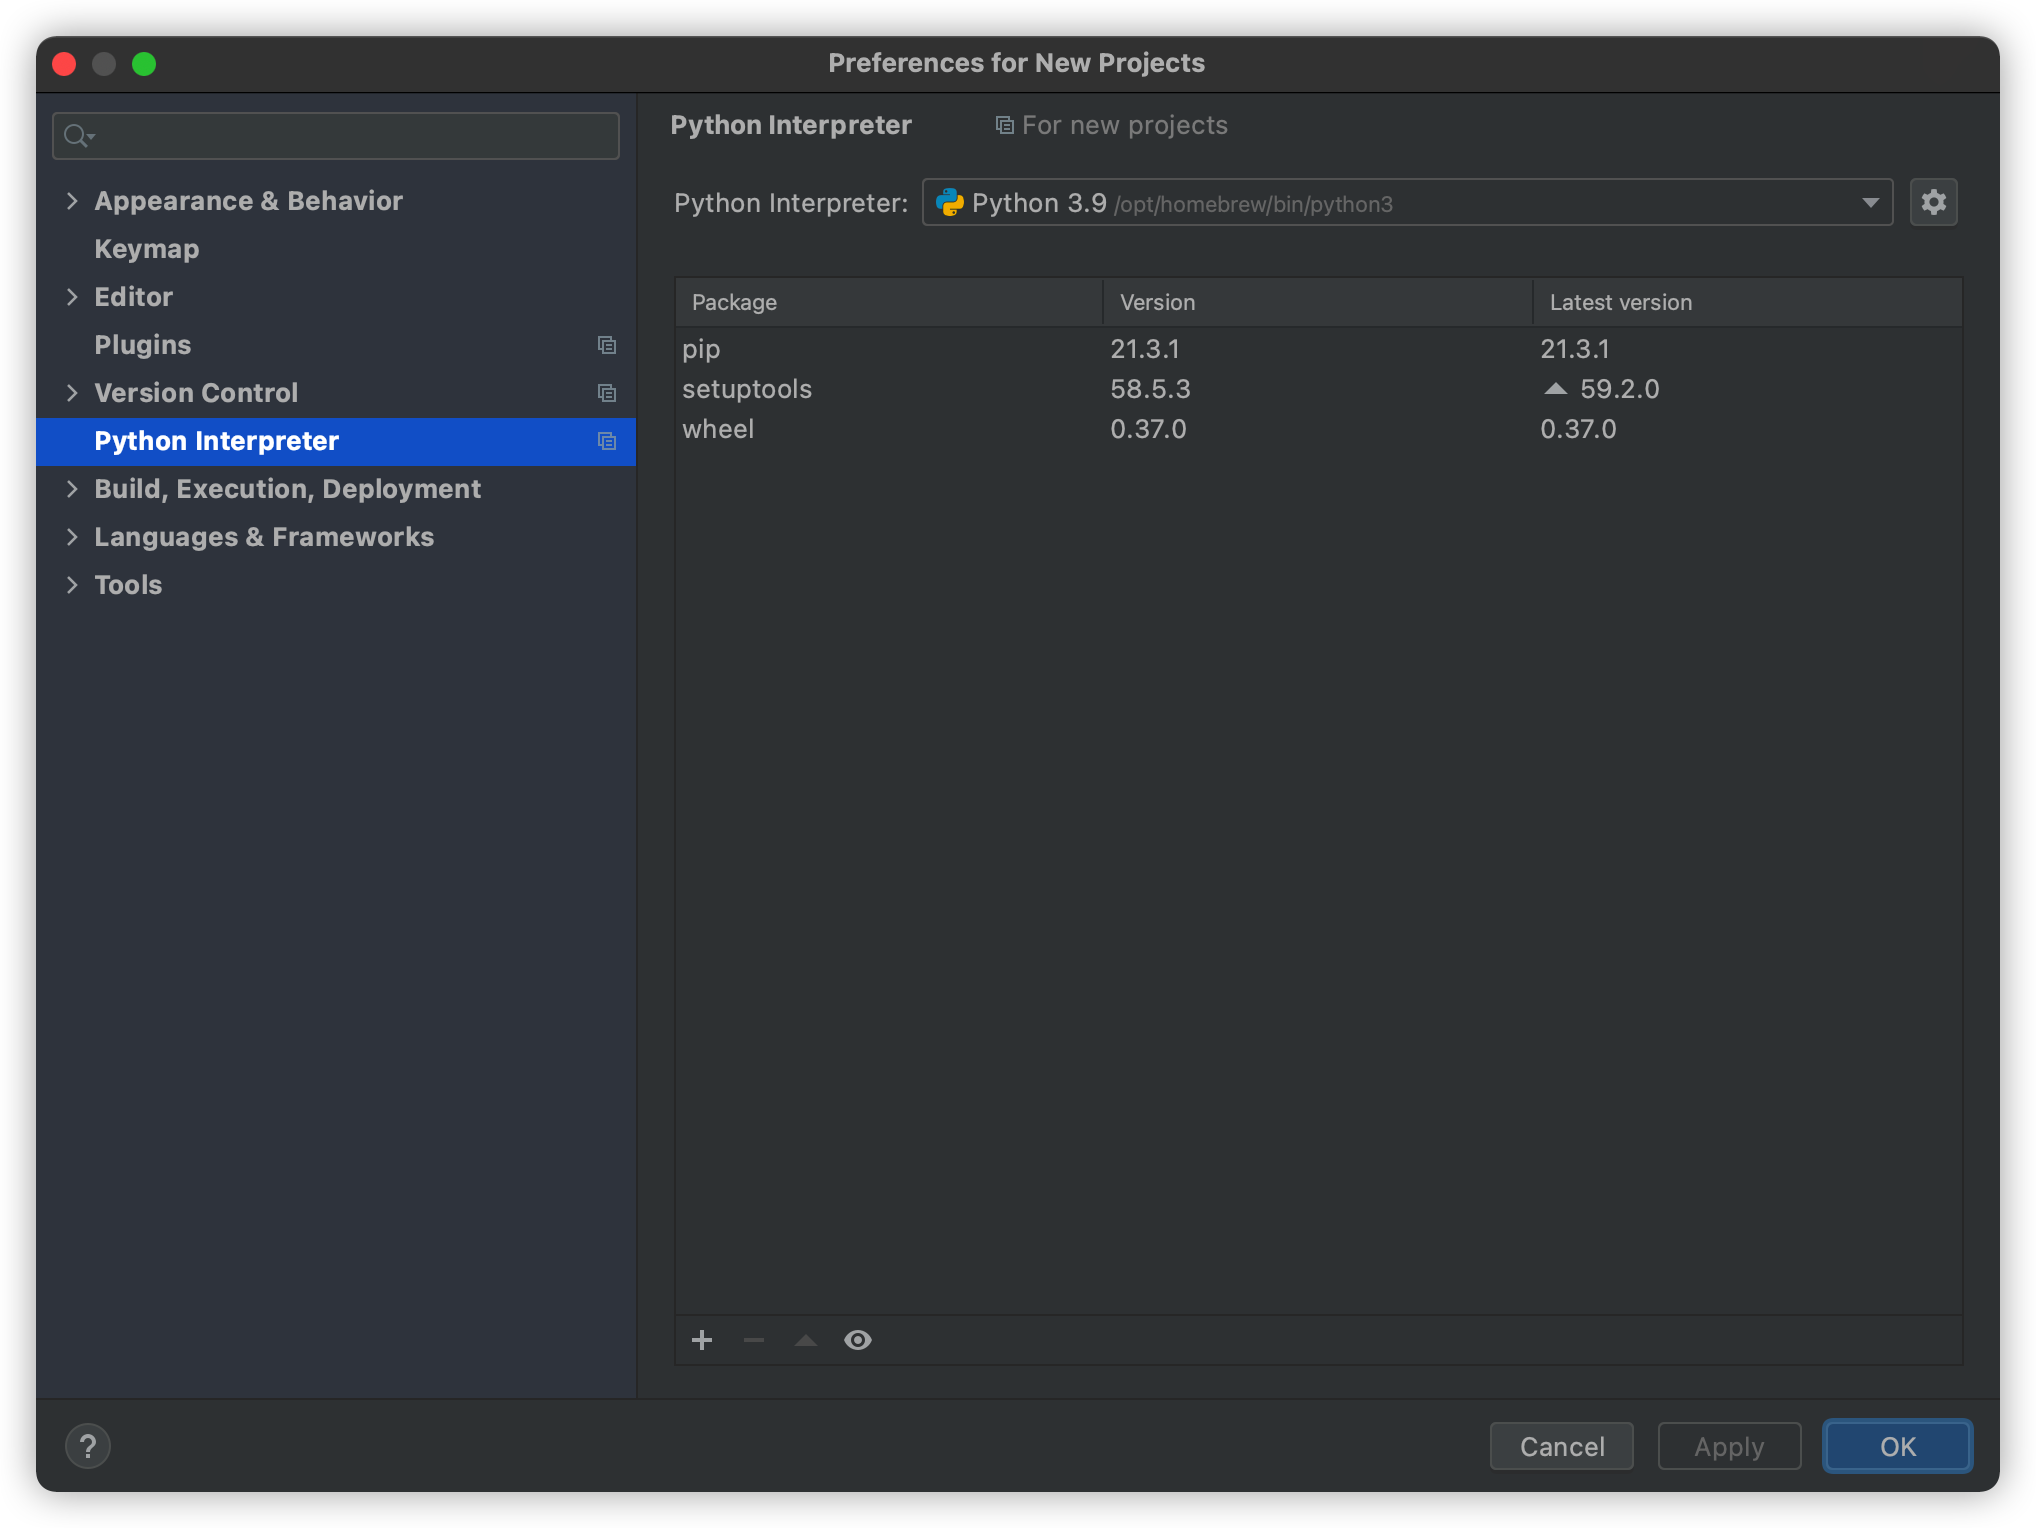 Preferences for New Projects
Appearance & Behavior
Keymap
Editor
Plugins
Version Control
Python Interpreter
Build, Execution, Deployment
Languages & Frameworks
Tools
Python Interpreter For new projects
Python Interpreter: Python 3.9 /opt/homebrew/bin/python3
Package Version Latest version
pip 21.3.1 21.3.1
setuptools 58.5.3 59.2.0
wheel 0.37.0 0.37.0
? Cancel Apply OK